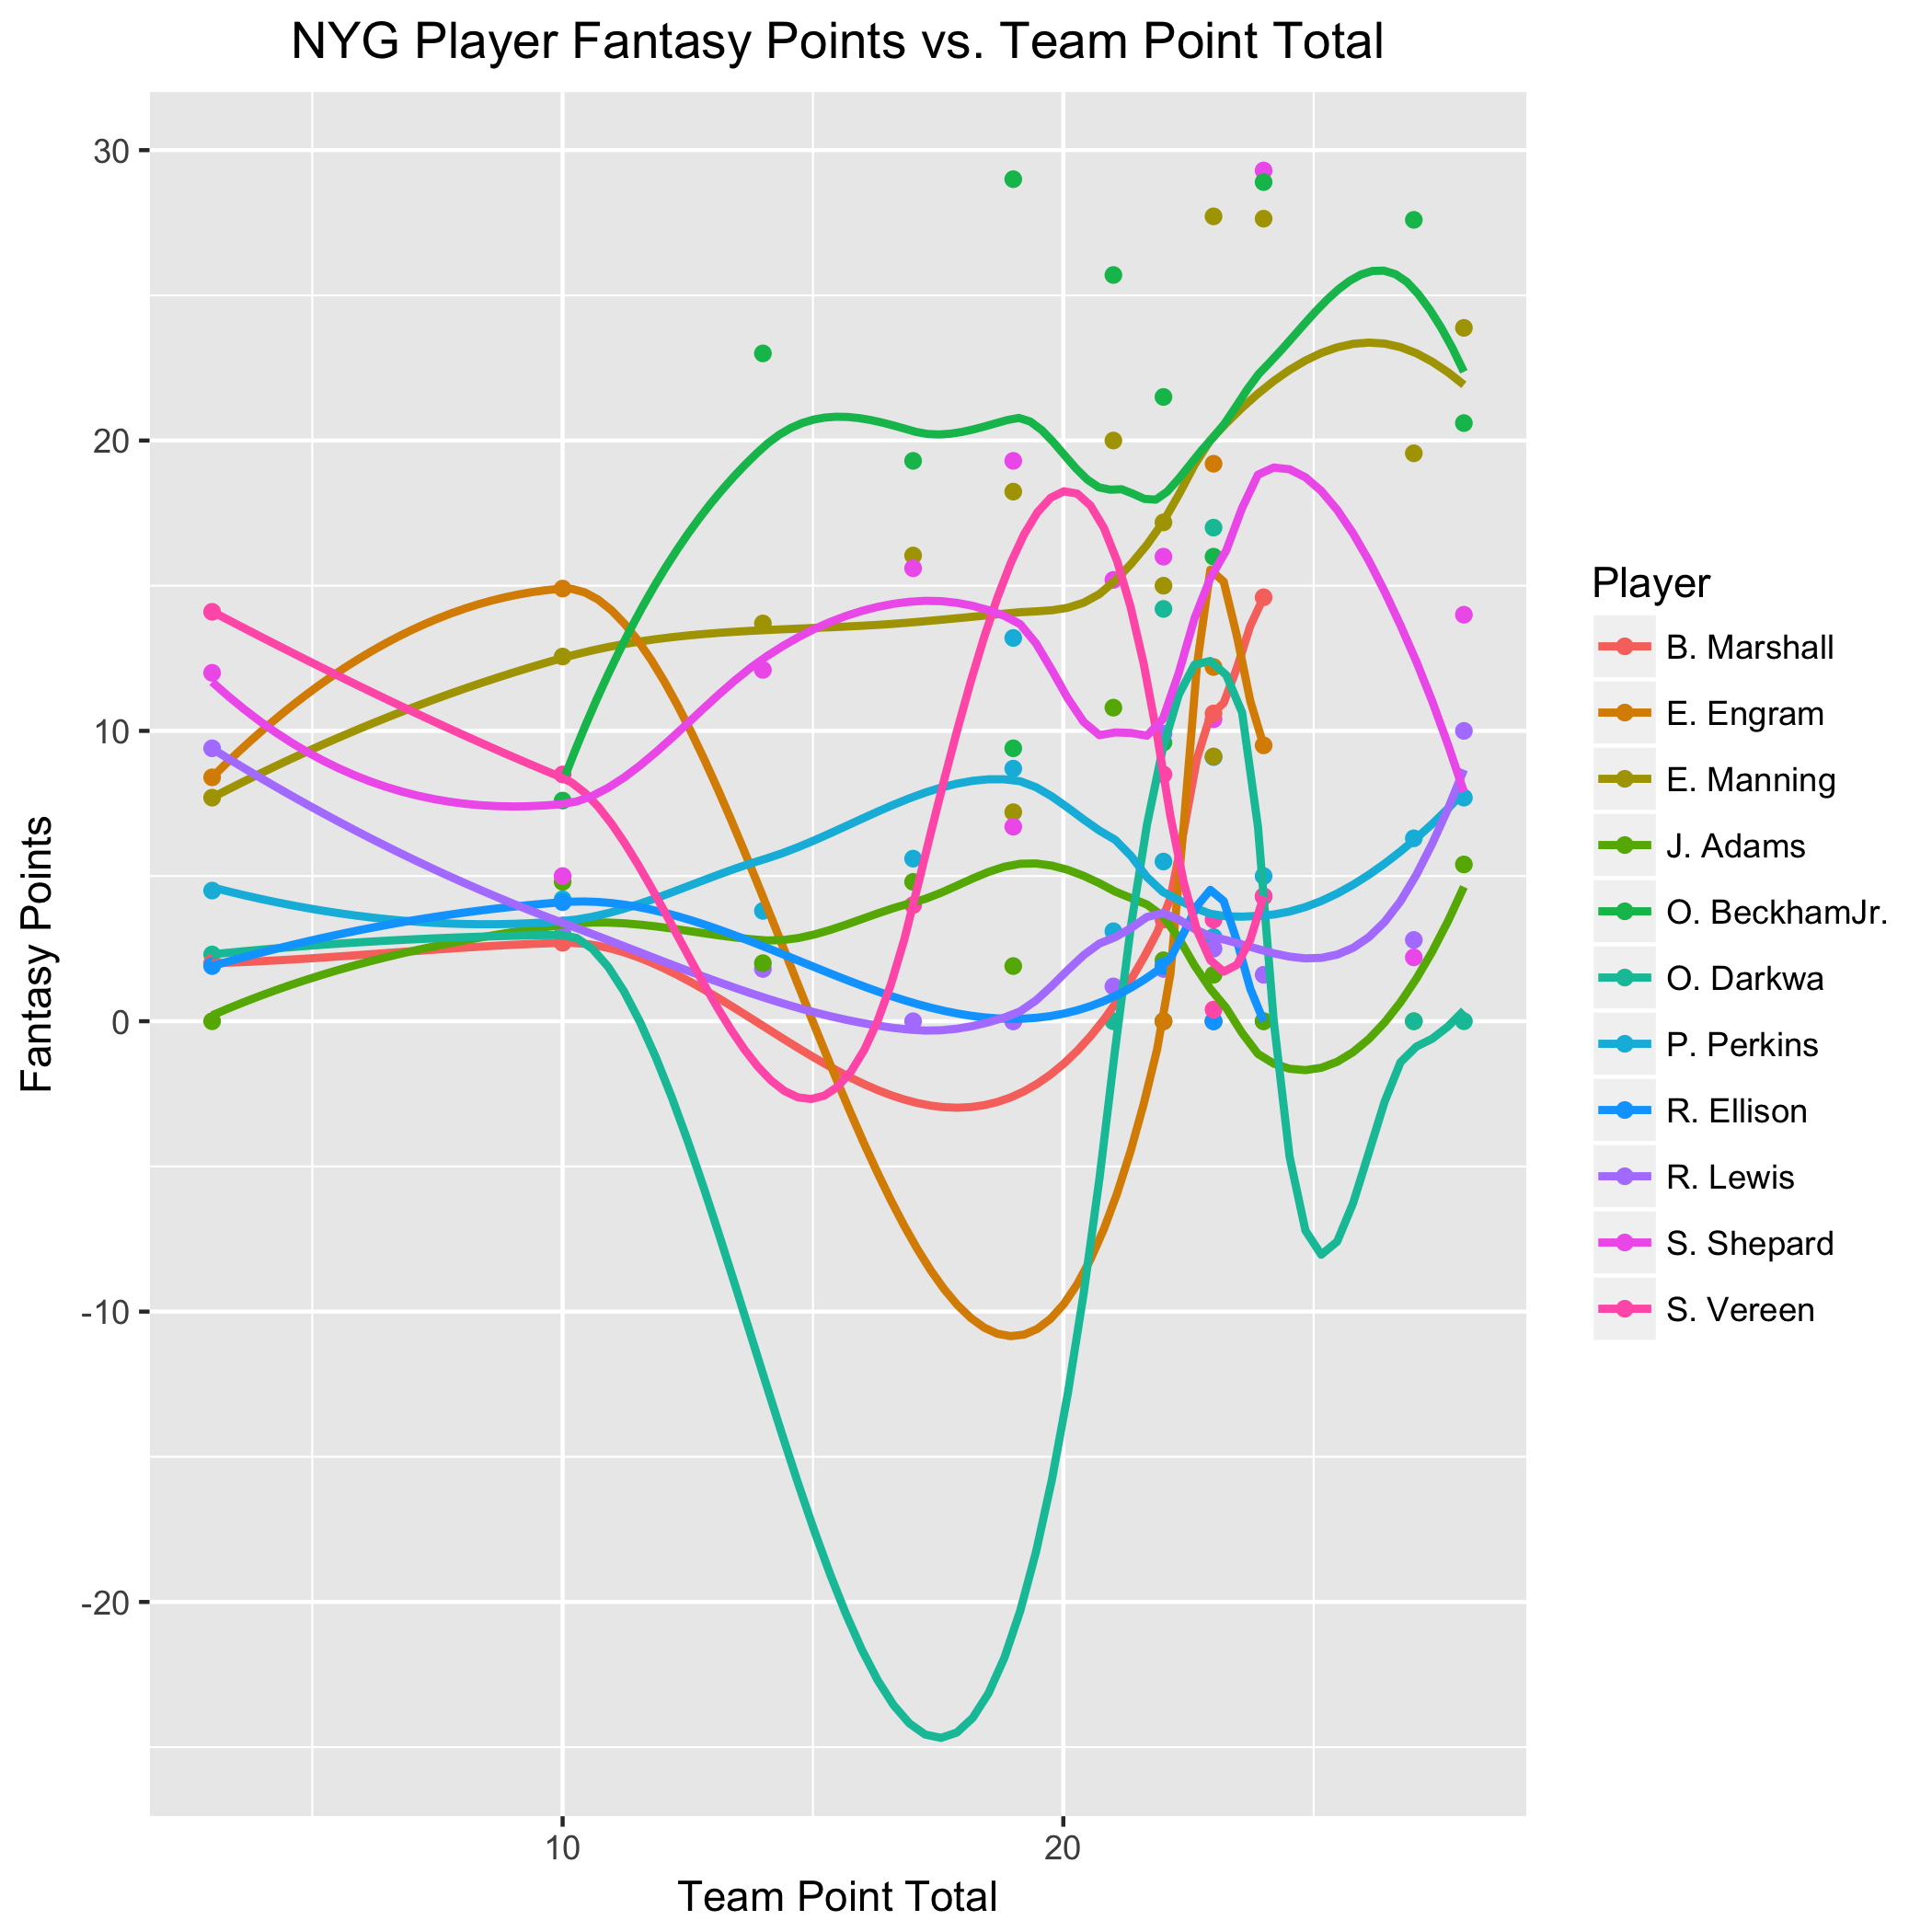 NYG Player Fantasy Points vs. Team Point Total
Fantasy Points
30
20
10
0
-10
-20
10
20
Team Point Total
Player
B. Marshall
E. Engram
E. Manning
J. Adams
O. BeckhamJr.
O. Darkwa
P. Perkins
R. Ellison
R. Lewis
S. Shepard
S. Vereen